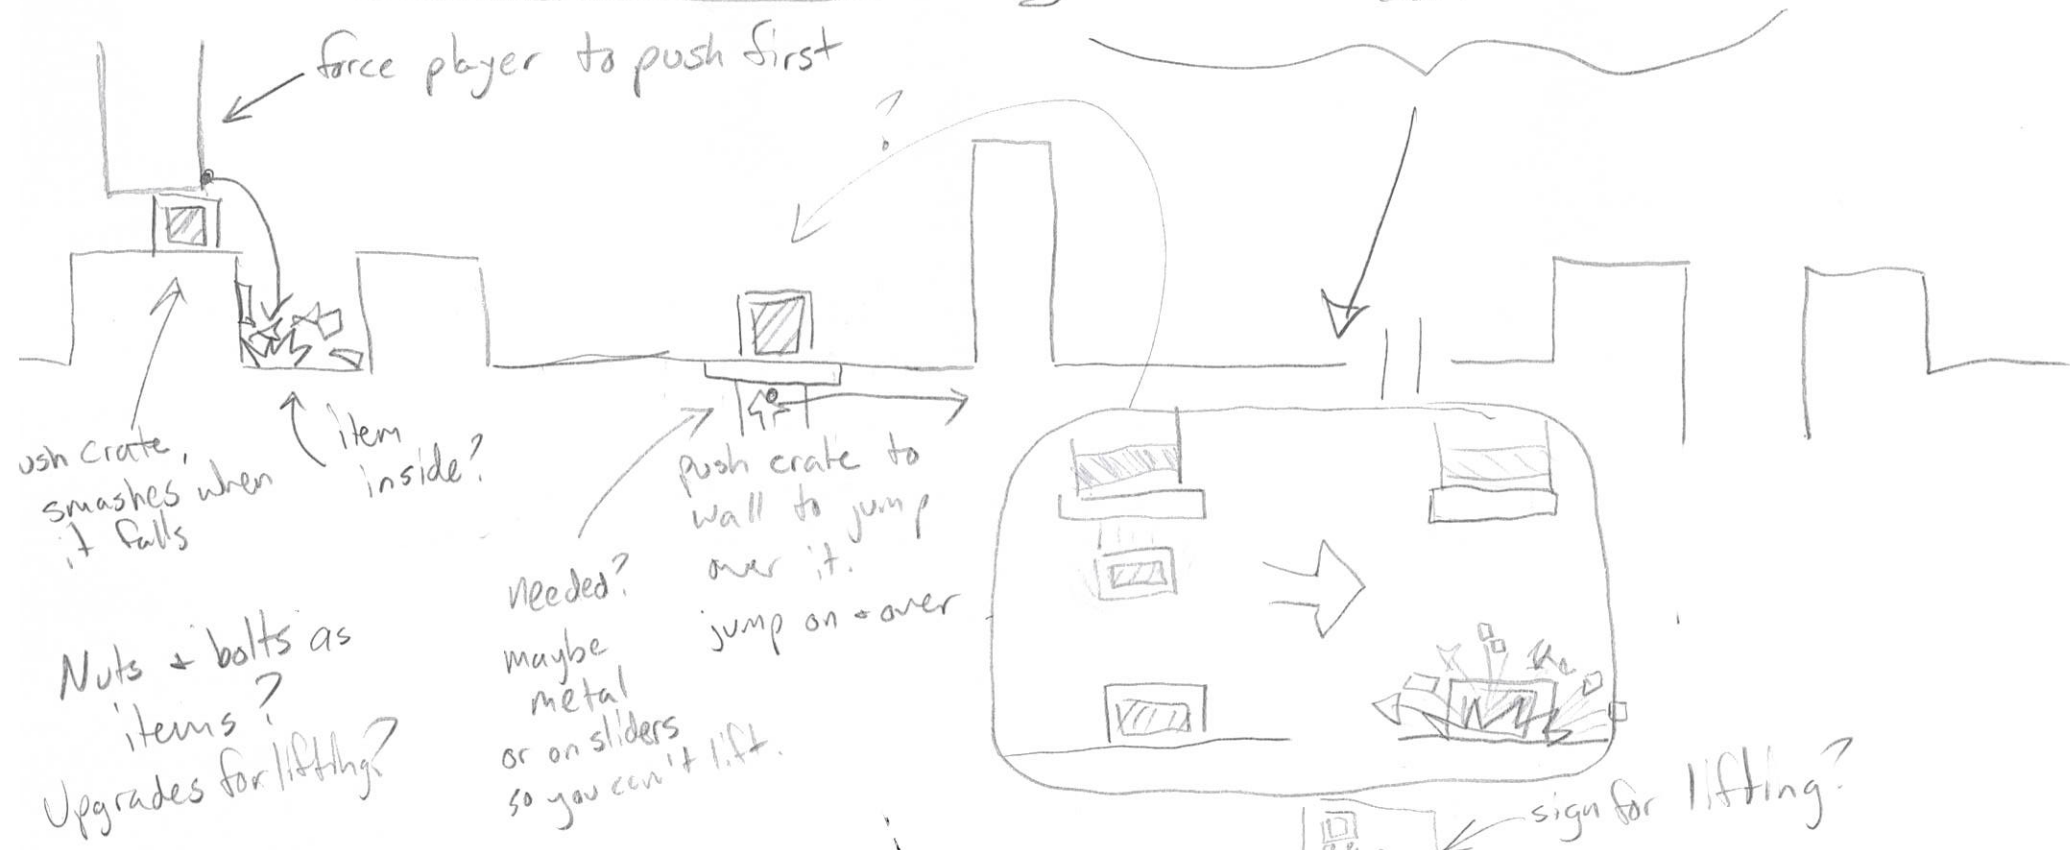 force player to push first
?
ush crate,
smashes when
it falls
item
inside?
push crate to
wall to jump
over it.
jump on + over
needed?
maybe
metal
or on sliders
so you can't lift.
Nuts + bolts as
items?
Upgrades for lifting?
sign for lifting?